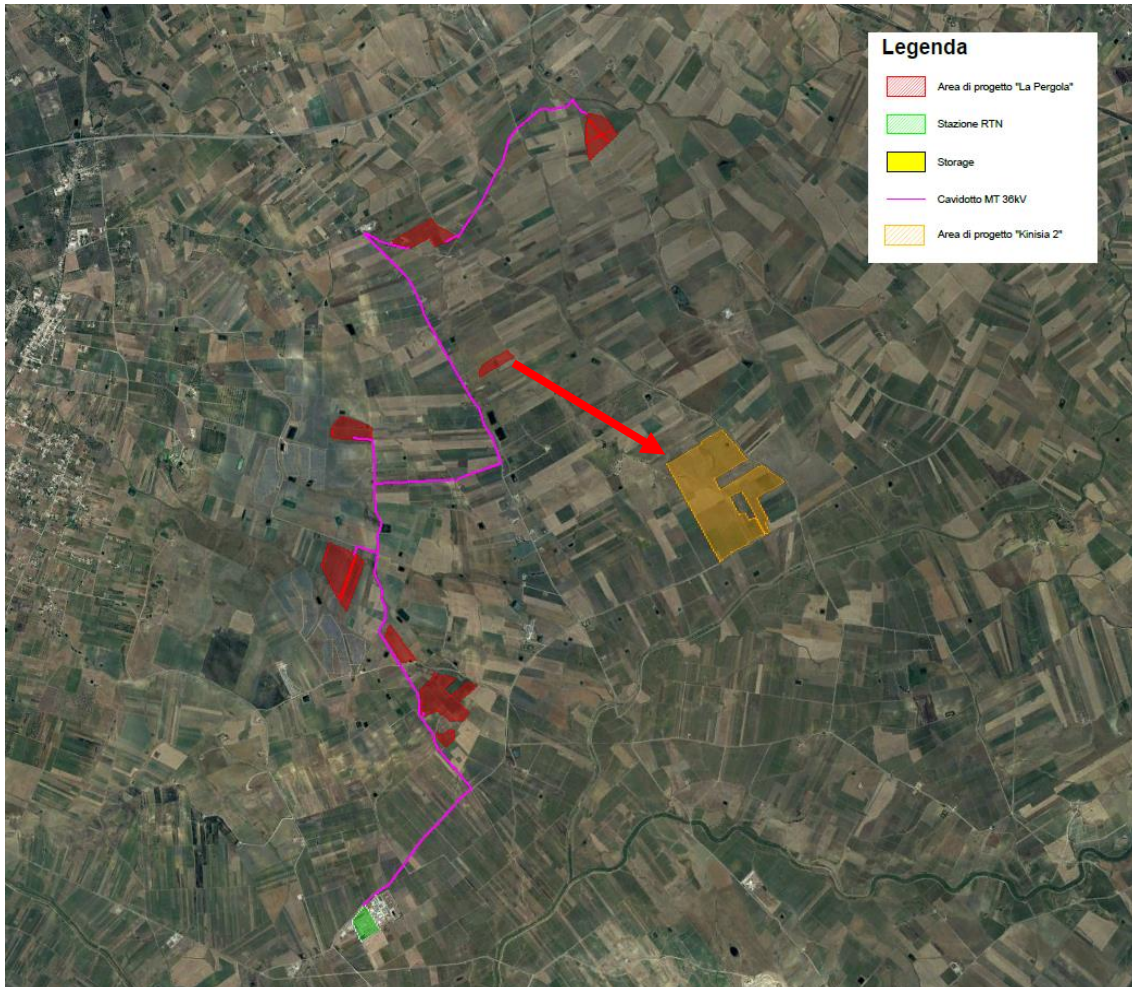 Legenda
Area di progetto "La Pergola"
Stazione RTN
Storage
Cavidotto MT 36kV
Area di progetto "Kinisia 2"